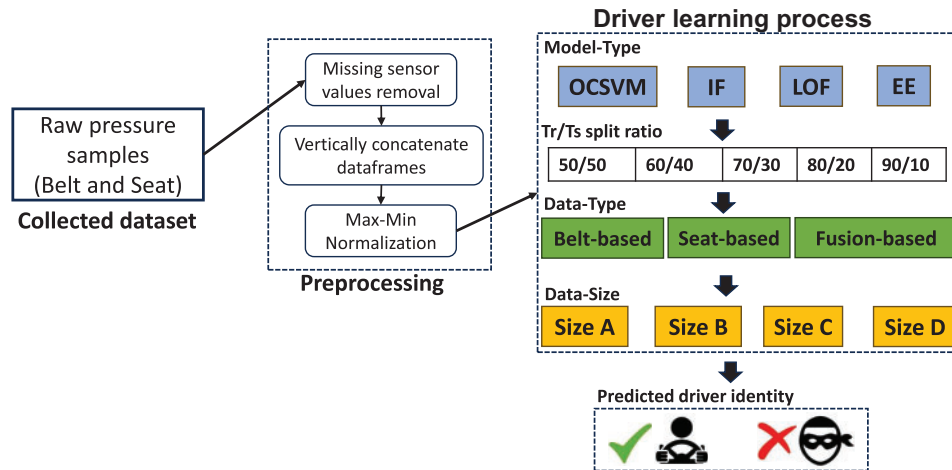 Driver learning process
Raw pressure
samples
(Belt and Seat)
Collected dataset
Missing sensor
values removal
Vertically concatenate
dataframes
Max-Min
Normalization
Preprocessing
Model-Type
OCSVM IF LOF EE
Tr/Ts split ratio
50/50 60/40 70/30 80/20 90/10
Data-Type
Belt-based Seat-based Fusion-based
Data-Size
Size A Size B Size C Size D
Predicted driver identity